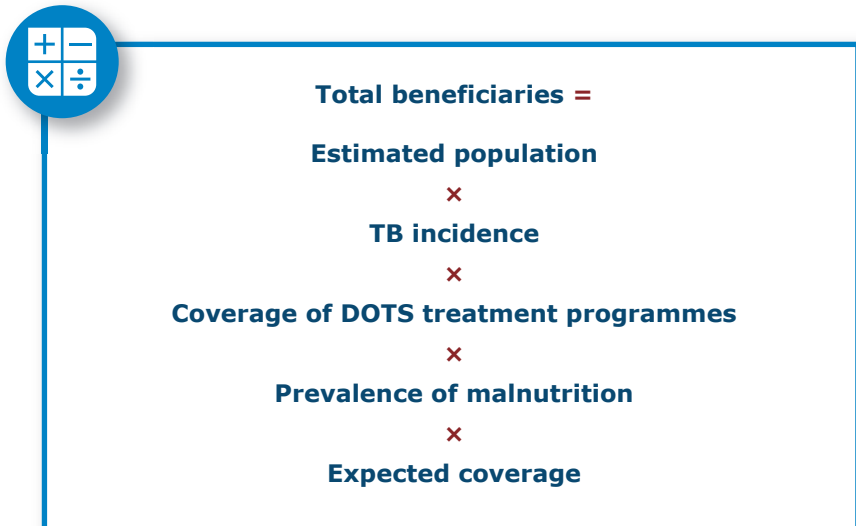 + −
× ÷
Total beneficiaries =
Estimated population
×
TB incidence
×
Coverage of DOTS treatment programmes
×
Prevalence of malnutrition
×
Expected coverage